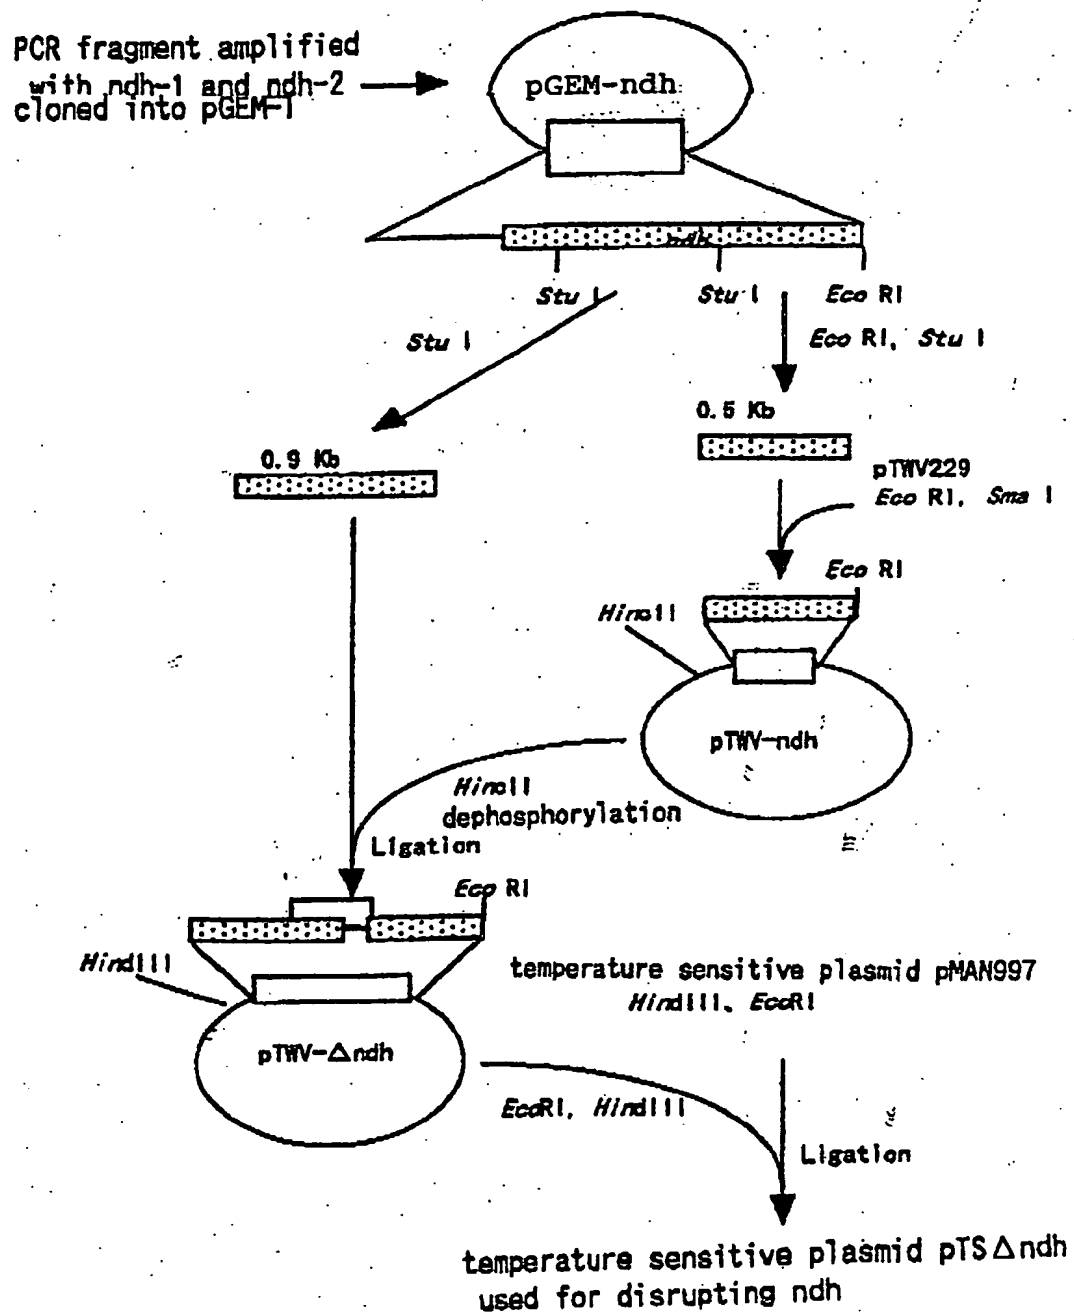 PCR fragment amplified
with ndh-1 and ndh-2
cloned into pGEM-T
pGEM-ndh
ndh
Stu I
Stu I
Eco RI
Stu I
Eco RI, Stu I
0.5 Kb
0.9 Kb
pTWV229
Eco RI, Sma I
Eco RI
HincII
pTWV-ndh
HincII
dephosphorylation
Ligation
Eco RI
HindIII
temperature sensitive plasmid pMAN997
HindIII, EcoRI
pTWV-△ndh
EcoRI, HindIII
Ligation
temperature sensitive plasmid pTS△ndh
used for disrupting ndh